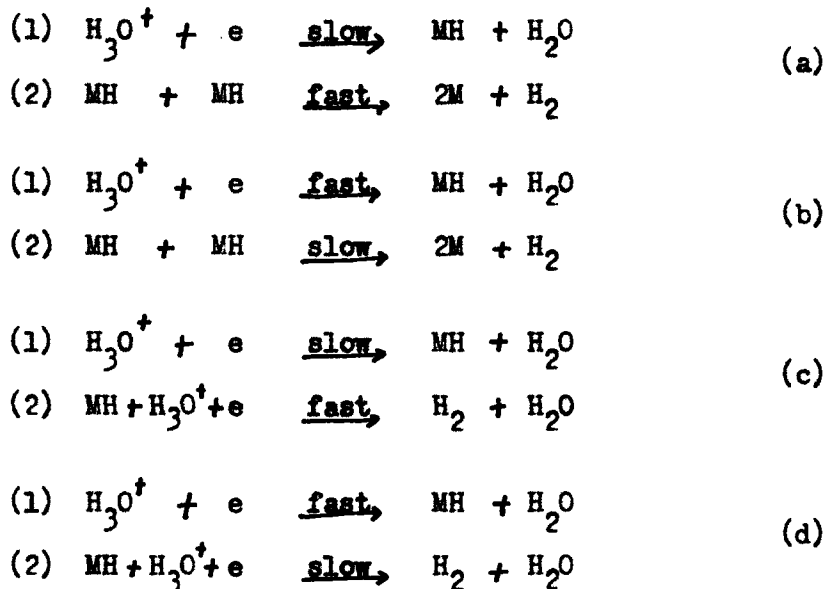 (1) H₃O⁺ + e slow→ MH + H₂O
(a)
(2) MH + MH fast→ 2M + H₂
(1) H₃O⁺ + e fast→ MH + H₂O
(b)
(2) MH + MH slow→ 2M + H₂
(1) H₃O⁺ + e slow→ MH + H₂O
(c)
(2) MH + H₃O⁺ + e fast→ H₂ + H₂O
(1) H₃O⁺ + e fast→ MH + H₂O
(d)
(2) MH + H₃O⁺ + e slow→ H₂ + H₂O